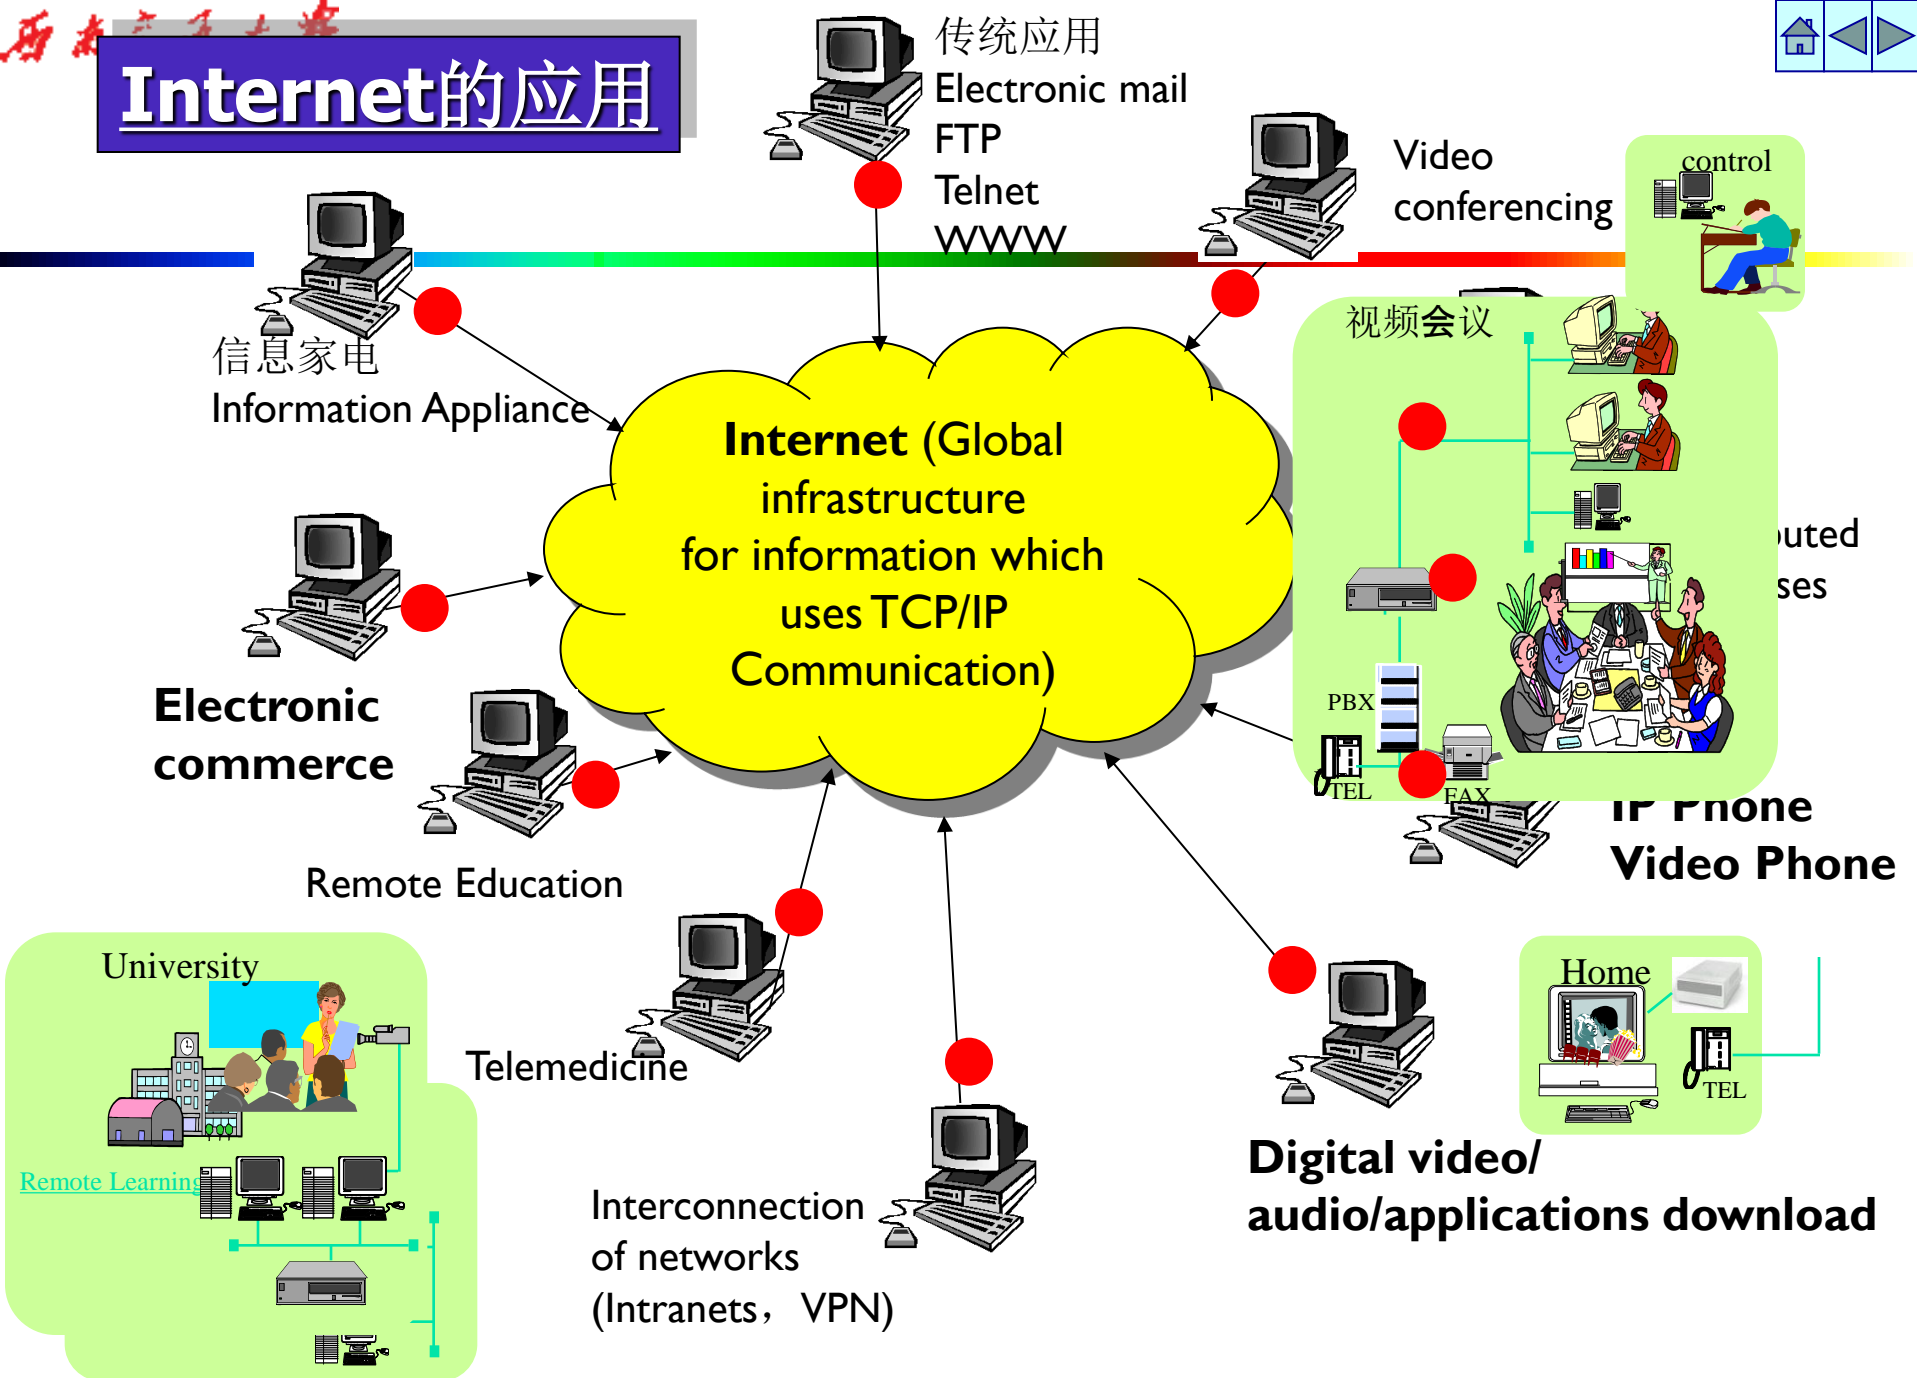 Internet的应用
传统应用
Electronic mail
FTP
Telnet
WWW
Video
conferencing
control
信息家电
Information Appliance
视频会议
Internet (Global
infrastructure
for information which
uses TCP/IP
Communication)
PBX
TEL
FAX
Electronic
commerce
IP Phone
Video Phone
Remote Education
University
Remote Learning
Telemedicine
Interconnection
of networks
(Intranets，VPN)
Home
TEL
Digital video/
audio/applications download